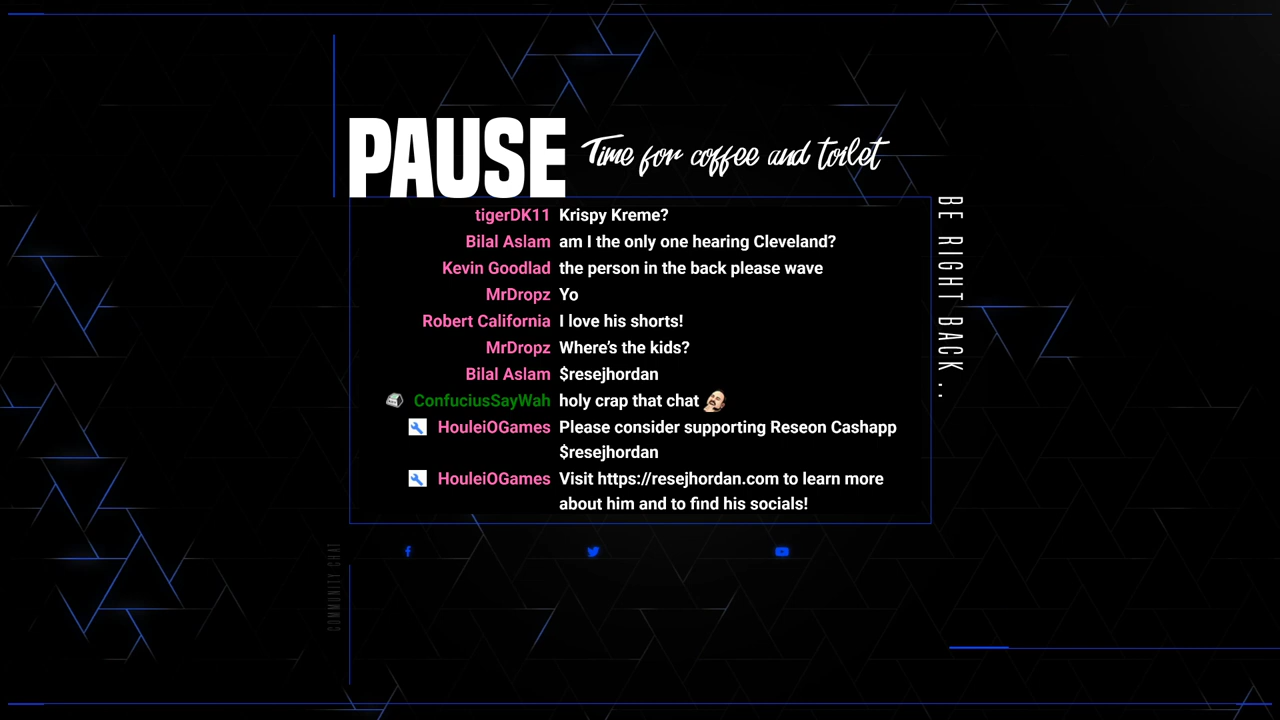 PAUSE Time for coffee and toilet
tigerDK11 Krispy Kreme?
Bilal Aslam am I the only one hearing Cleveland?
Kevin Goodlad the person in the back please wave
MrDropz Yo
Robert California I love his shorts!
MrDropz Where's the kids?
Bilal Aslam $resejhordan
ConfuciusSayWah holy crap that chat
HouleiOGames Please consider supporting Reseon Cashapp
$resejhordan
HouleiOGames Visit https://resejhordan.com to learn more
about him and to find his socials!
BE RIGHT BACK ..
COMMUNITY CHAT